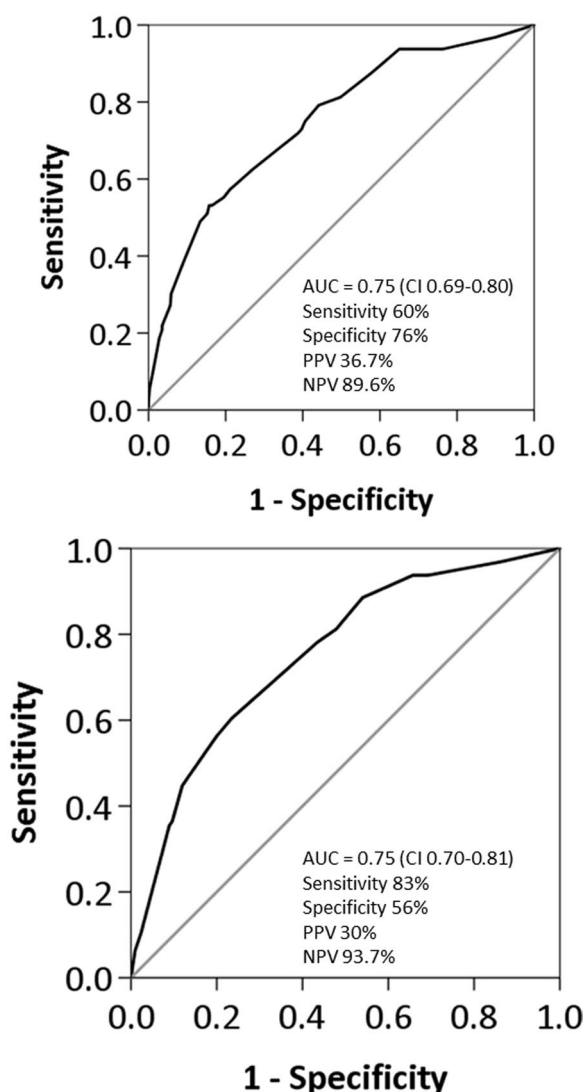 1.0
0.8
0.6
0.4
0.2
0.0
Sensitivity
AUC = 0.75 (CI 0.69-0.80)
Sensitivity 60%
Specificity 76%
PPV 36.7%
NPV 89.6%
0.0 0.2 0.4 0.6 0.8 1.0
1 - Specificity
1.0
0.8
0.6
0.4
0.2
0.0
Sensitivity
AUC = 0.75 (CI 0.70-0.81)
Sensitivity 83%
Specificity 56%
PPV 30%
NPV 93.7%
0.0 0.2 0.4 0.6 0.8 1.0
1 - Specificity